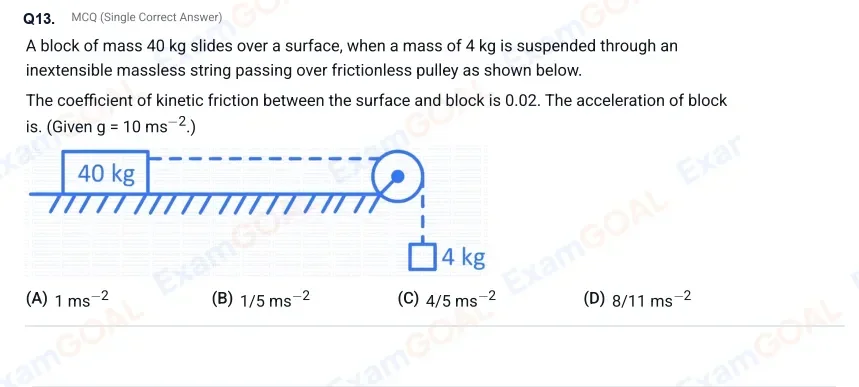 Q13. MCQ (Single Correct Answer)
A block of mass 40 kg slides over a surface, when a mass of 4 kg is suspended through an
inextensible massless string passing over frictionless pulley as shown below.
The coefficient of kinetic friction between the surface and block is 0.02. The acceleration of block
is. (Given g = 10 ms⁻².)
40 kg
4 kg
(A) 1 ms⁻² (B) 1/5 ms⁻² (C) 4/5 ms⁻² (D) 8/11 ms⁻²
ExamGOAL